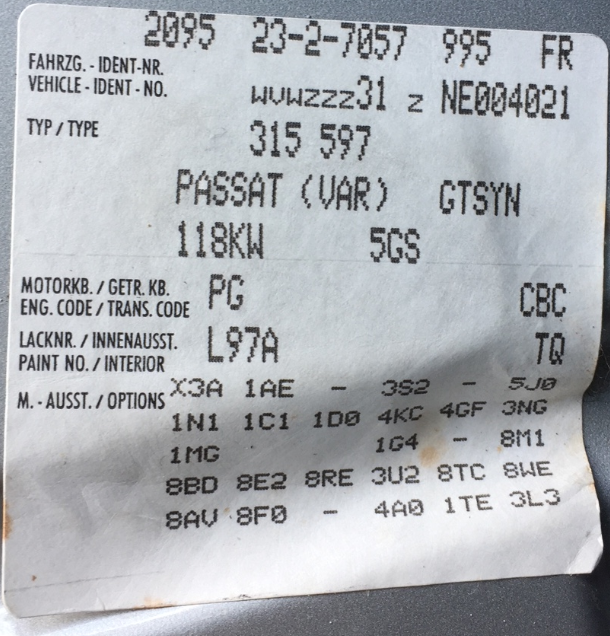 2095 23-2-7057 995 FR
FAHRZG. - IDENT-NR.
VEHICLE - IDENT - NO. WVWZZZ31 Z NE004021
TYP / TYPE 315 597
PASSAT (VAR) GTSYN
118KW 5GS
MOTORKB. / GETR. KB. PG CBC
ENG. CODE / TRANS. CODE
LACKNR. / INNENAUSST. L97A TQ
PAINT NO. / INTERIOR
M. - AUSST. / OPTIONS X3A 1AE - 3S2 - 5J0
1N1 1C1 1D0 4KC 4GF 3NG
1MG 1G4 - 8M1
8BD 8E2 8RE 3U2 8TC 8WE
8AV 8F0 - 4A0 1TE 3L3